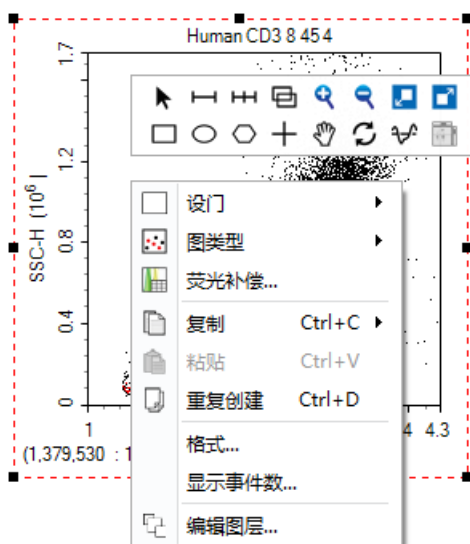 Human CD3 8 45 4
1.7
1.2
0.8
0.4
0
SSC-H (10⁶ )
设门
图类型
荧光补偿...
复制 Ctrl+C
粘贴 Ctrl+V
重复创建 Ctrl+D
格式...
显示事件数...
编辑图层...
1 4 4.3
(1,379,530 : 1